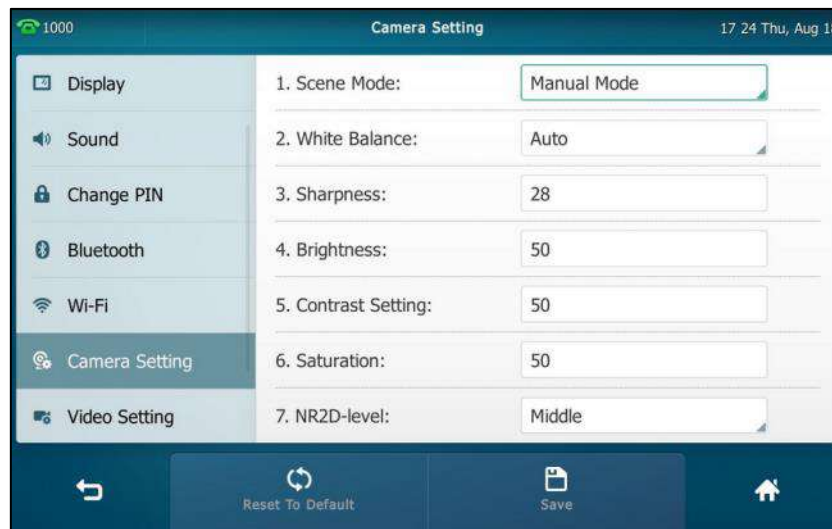 1000 Camera Setting 17 24 Thu, Aug 18
Display
Sound
Change PIN
Bluetooth
Wi-Fi
Camera Setting
Video Setting
1. Scene Mode: Manual Mode
2. White Balance: Auto
3. Sharpness: 28
4. Brightness: 50
5. Contrast Setting: 50
6. Saturation: 50
7. NR2D-level: Middle
Reset To Default
Save